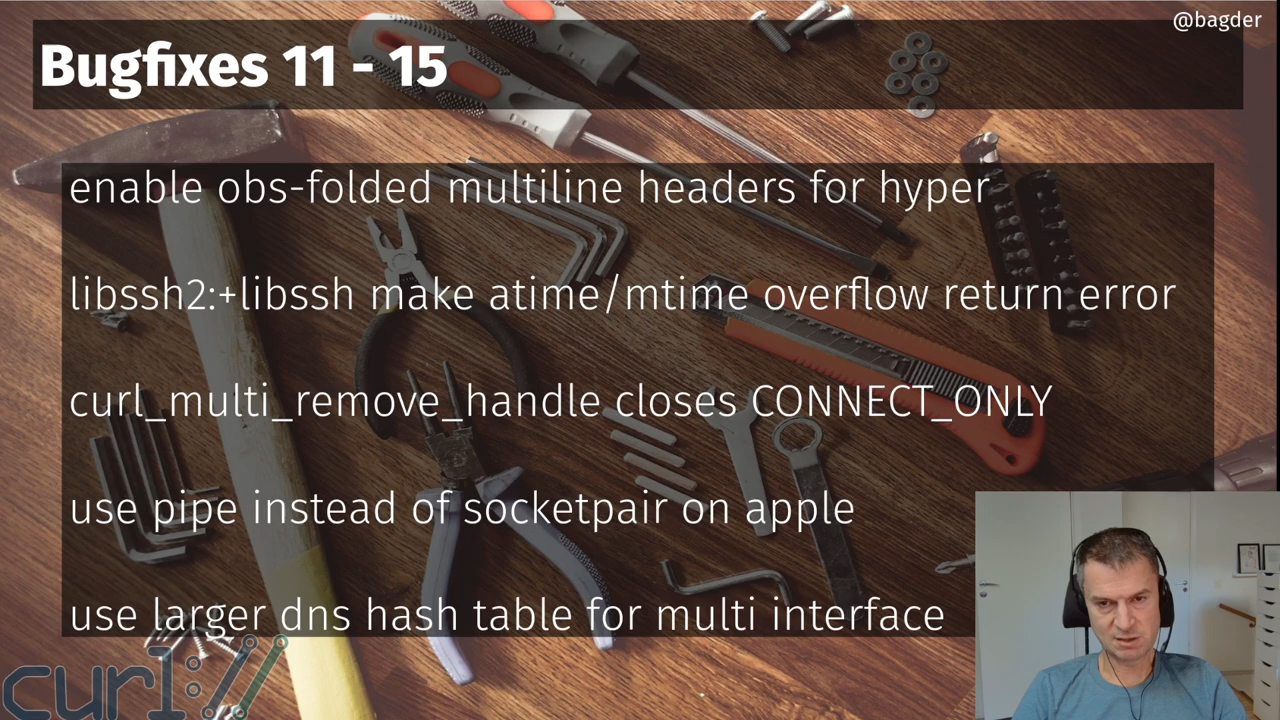 @bagder
Bugfixes 11 - 15
enable obs-folded multiline headers for hyper
libssh2:+libssh make atime/mtime overflow return error
curl_multi_remove_handle closes CONNECT_ONLY
use pipe instead of socketpair on apple
use larger dns hash table for multi interface
curl://